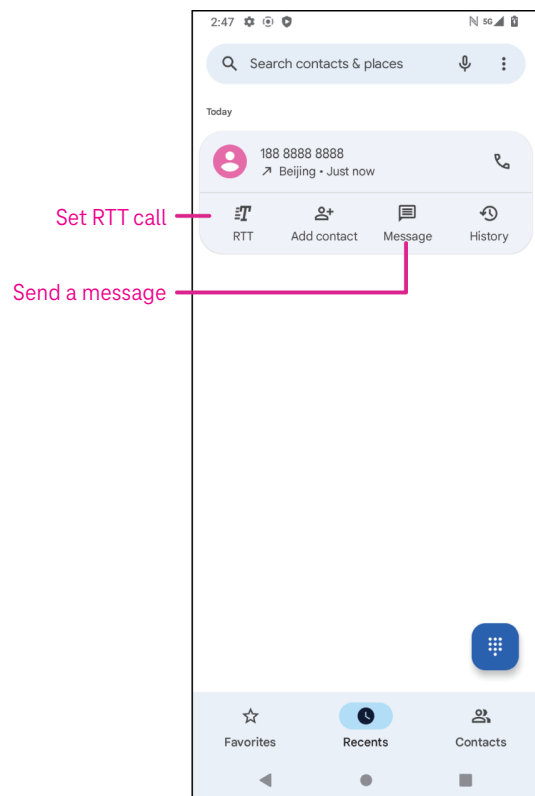 2:47 5G
Search contacts & places
Today
188 8888 8888
Beijing • Just now
Set RTT call
RTT Add contact Message History
Send a message
Favorites Recents Contacts